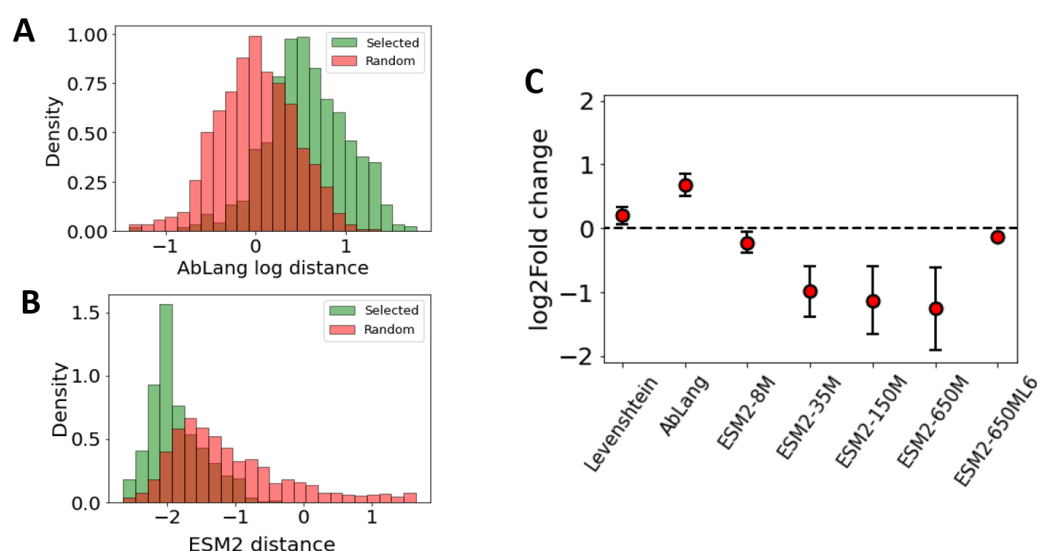 A
1.00
0.75
0.50
0.25
0.00
Density
Selected
Random
−1
0
1
AbLang log distance
B
1.5
1.0
0.5
0.0
Density
Selected
Random
−2
−1
0
1
ESM2 distance
C
2
1
0
−1
−2
log2Fold change
Levenshtein
AbLang
ESM2-8M
ESM2-35M
ESM2-150M
ESM2-650M
ESM2-650ML6